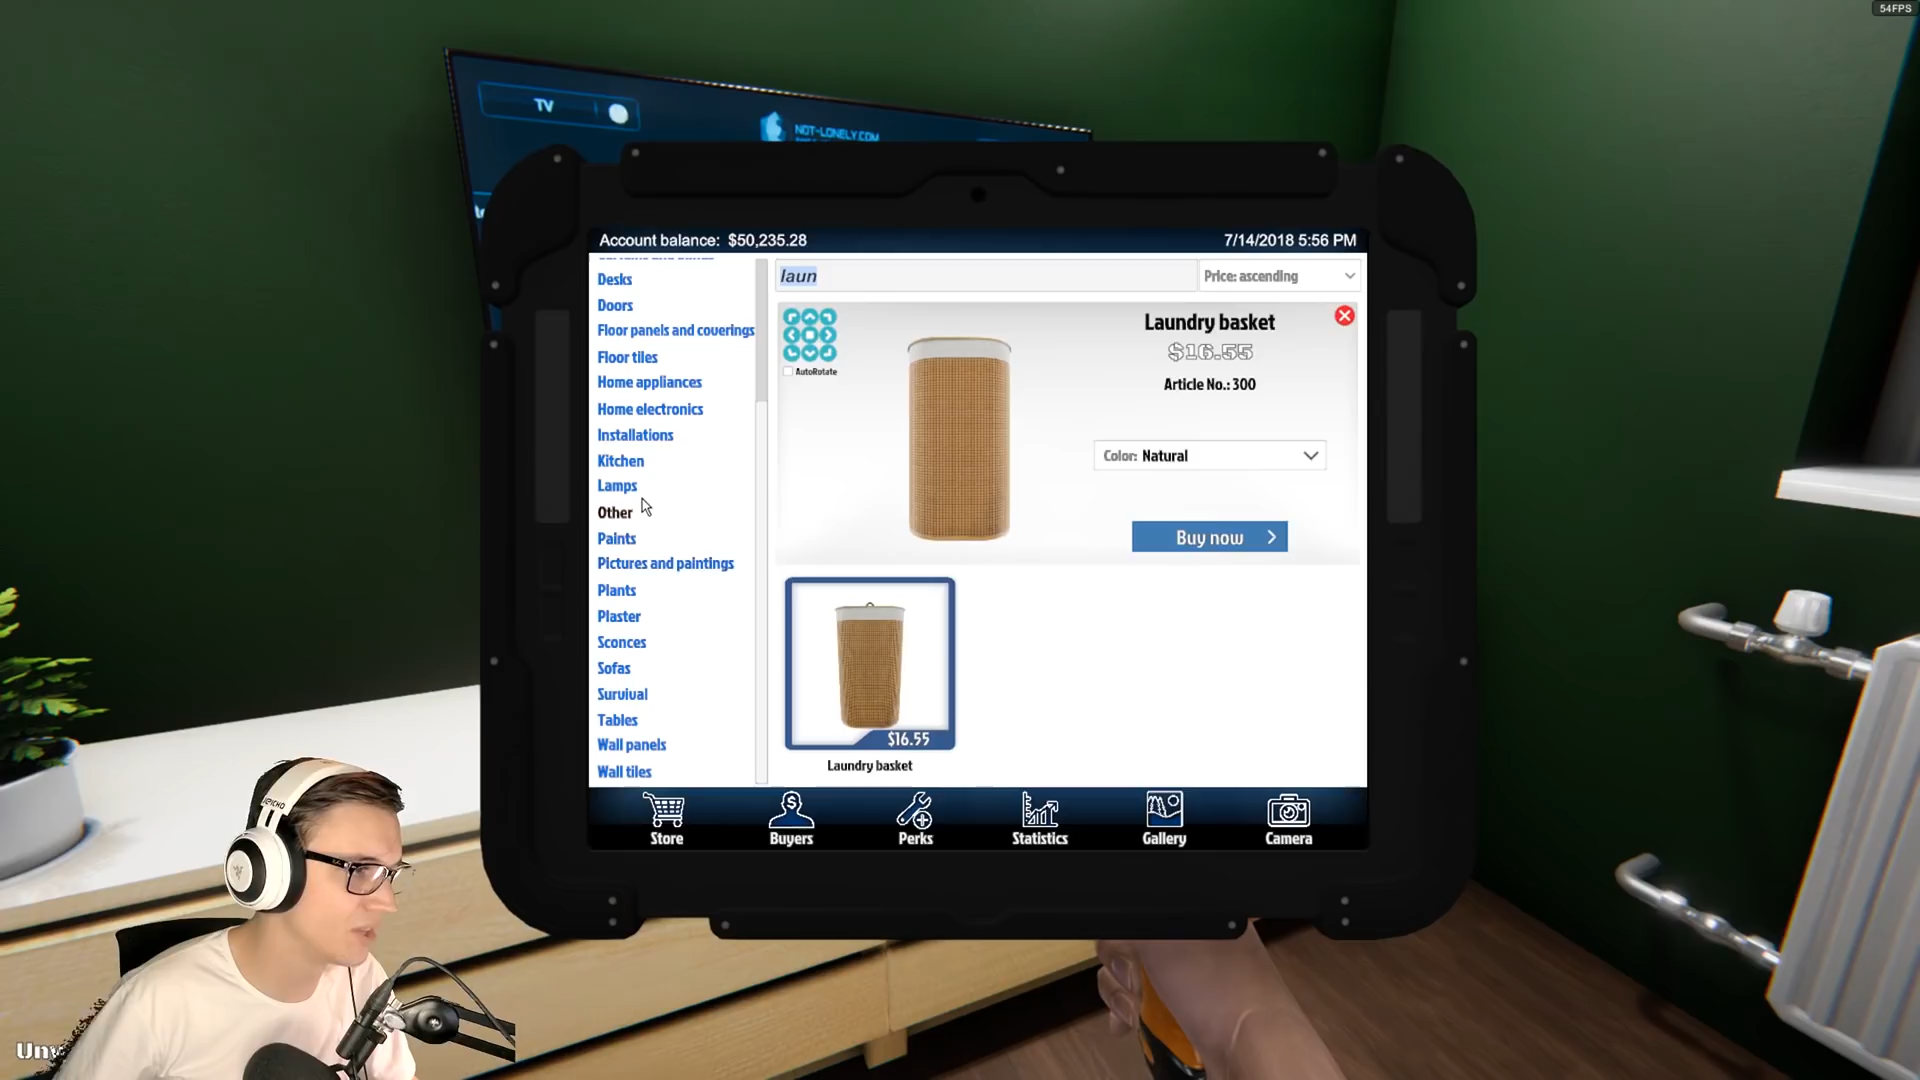 54FPS
TV
NOT-LONELY.COM
Account balance: $50,235.28
7/14/2018 5:56 PM
Desks
Doors
Floor panels and coverings
Floor tiles
Home appliances
Home electronics
Installations
Kitchen
Lamps
Other
Paints
Pictures and paintings
Plants
Plaster
Sconces
Sofas
Survival
Tables
Wall panels
Wall tiles
laun
Price: ascending
AutoRotate
Laundry basket
$16.55
Article No.: 300
Color: Natural
Buy now
$16.55
Laundry basket
Store
Buyers
Perks
Statistics
Gallery
Camera